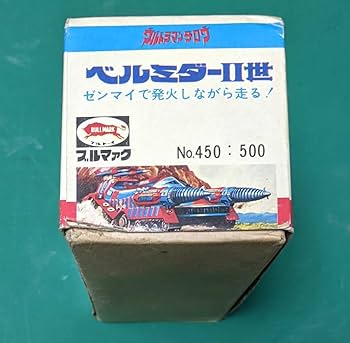 ウルトラマンタロウ
ベルミダーII世
ゼンマイで発火しながら走る!
BULLMARK
ブルマァク
No.450:500